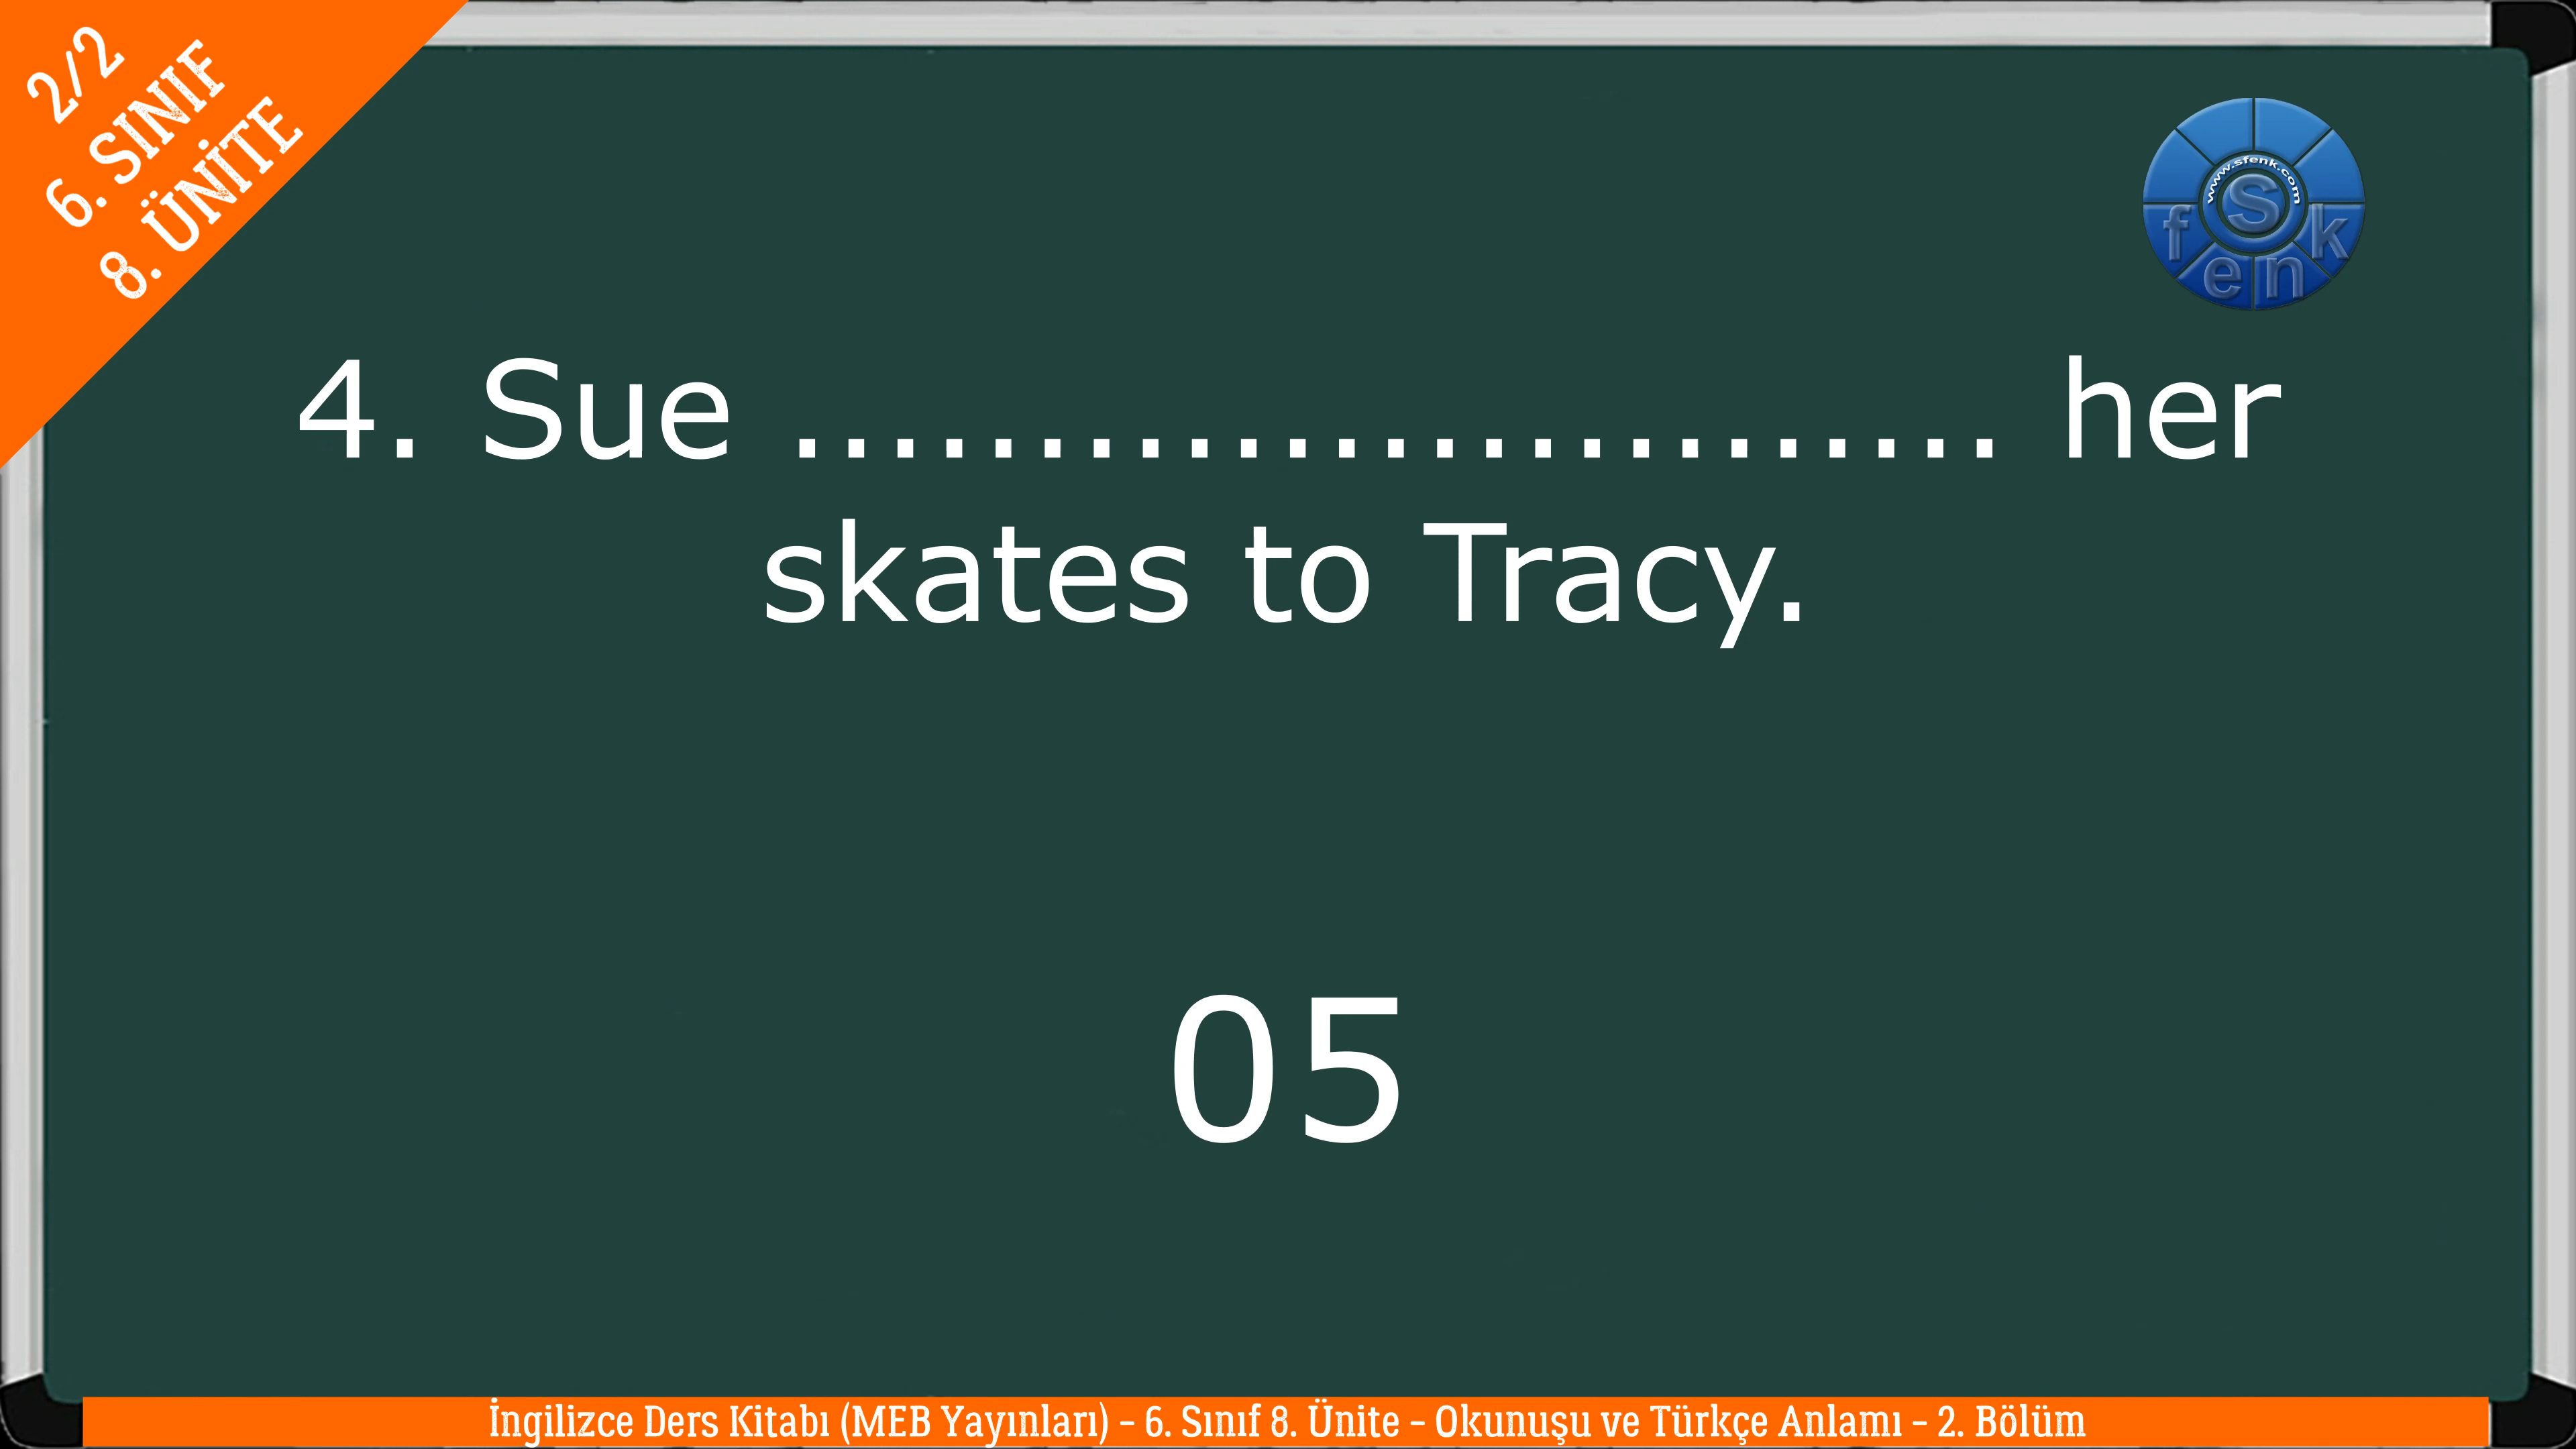 2/2
6. SINIF
8. ÜNİTE
www.sfenk.com
S
f e n k
4. Sue ......................... her
skates to Tracy.
05
İngilizce Ders Kitabı (MEB Yayınları) – 6. Sınıf 8. Ünite – Okunuşu ve Türkçe Anlamı – 2. Bölüm